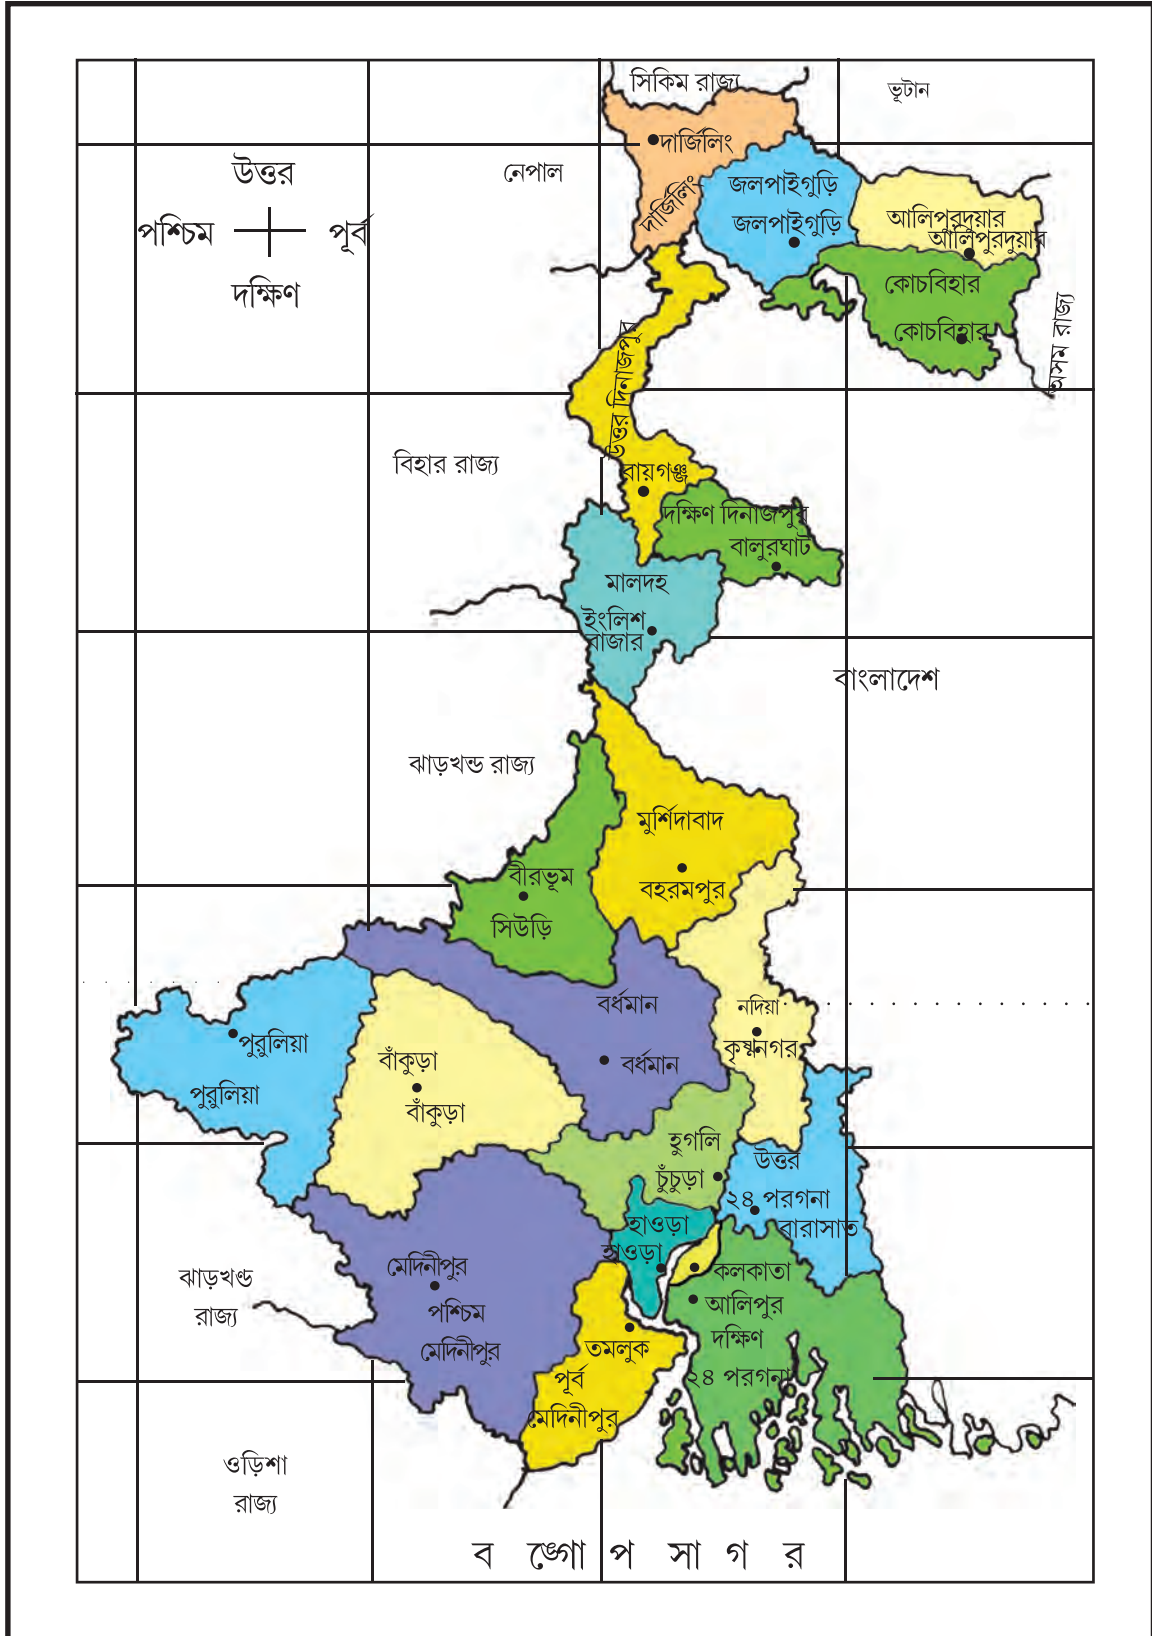 সিকিম রাজ্য
ভূটান
দার্জিলিং
উত্তর
নেপাল
জলপাইগুড়ি
দার্জিলিং
জলপাইগুড়ি
আলিপুরদুয়ার
আলিপুরদুয়ার
পশ্চিম
পূর্ব
দক্ষিণ
কোচবিহার
কোচবিহার
অসম রাজ্য
উত্তর দিনাজপুর
বিহার রাজ্য
রায়গঞ্জ
দক্ষিণ দিনাজপুর
বালুরঘাট
মালদহ
ইংলিশ
বাজার
বাংলাদেশ
ঝাড়খন্ড রাজ্য
মুর্শিদাবাদ
বীরভূম
বহরমপুর
সিউড়ি
বর্ধমান
নদিয়া
পুরুলিয়া
কৃষ্ণনগর
বাঁকুড়া
বর্ধমান
পুরুলিয়া
বাঁকুড়া
হুগলি
উত্তর
চুঁচুড়া
২৪ পরগনা
হাওড়া
বারাসাত
হাওড়া
মেদিনীপুর
কলকাতা
ঝাড়খন্ড
রাজ্য
আলিপুর
পশ্চিম
দক্ষিণ
মেদিনীপুর
তমলুক
২৪ পরগনা
পূর্ব
মেদিনীপুর
ওড়িশা
রাজ্য
ব ঙ্গো প সা গ র